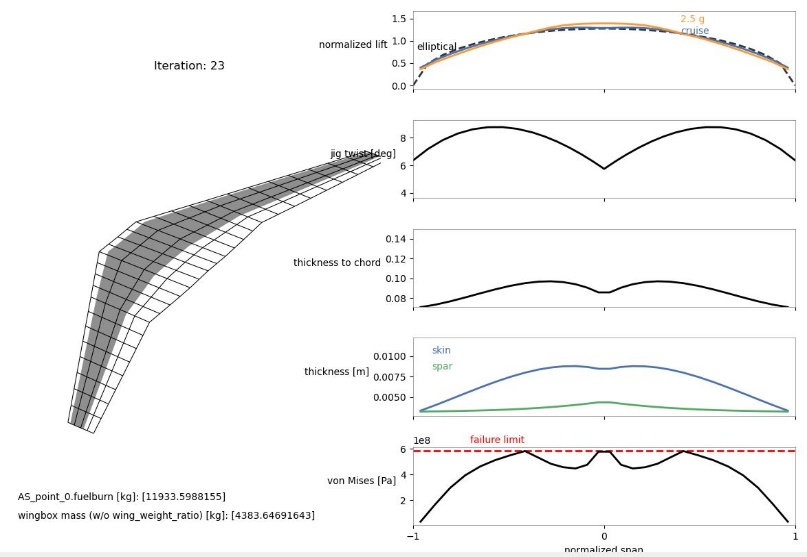 Iteration: 23
AS_point_0.fuelburn [kg]: [11933.5988155]
wingbox mass (w/o wing_weight_ratio) [kg]: [4383.64691643]
normalized lift
1.5
1.0
0.5
0.0
elliptical
2.5 g
cruise
jig twist [deg]
8
6
4
thickness to chord
0.14
0.12
0.10
0.08
thickness [m]
0.0100
0.0075
0.0050
skin
spar
von Mises [Pa]
1e8
6
4
2
failure limit
−1
0
1
normalized span